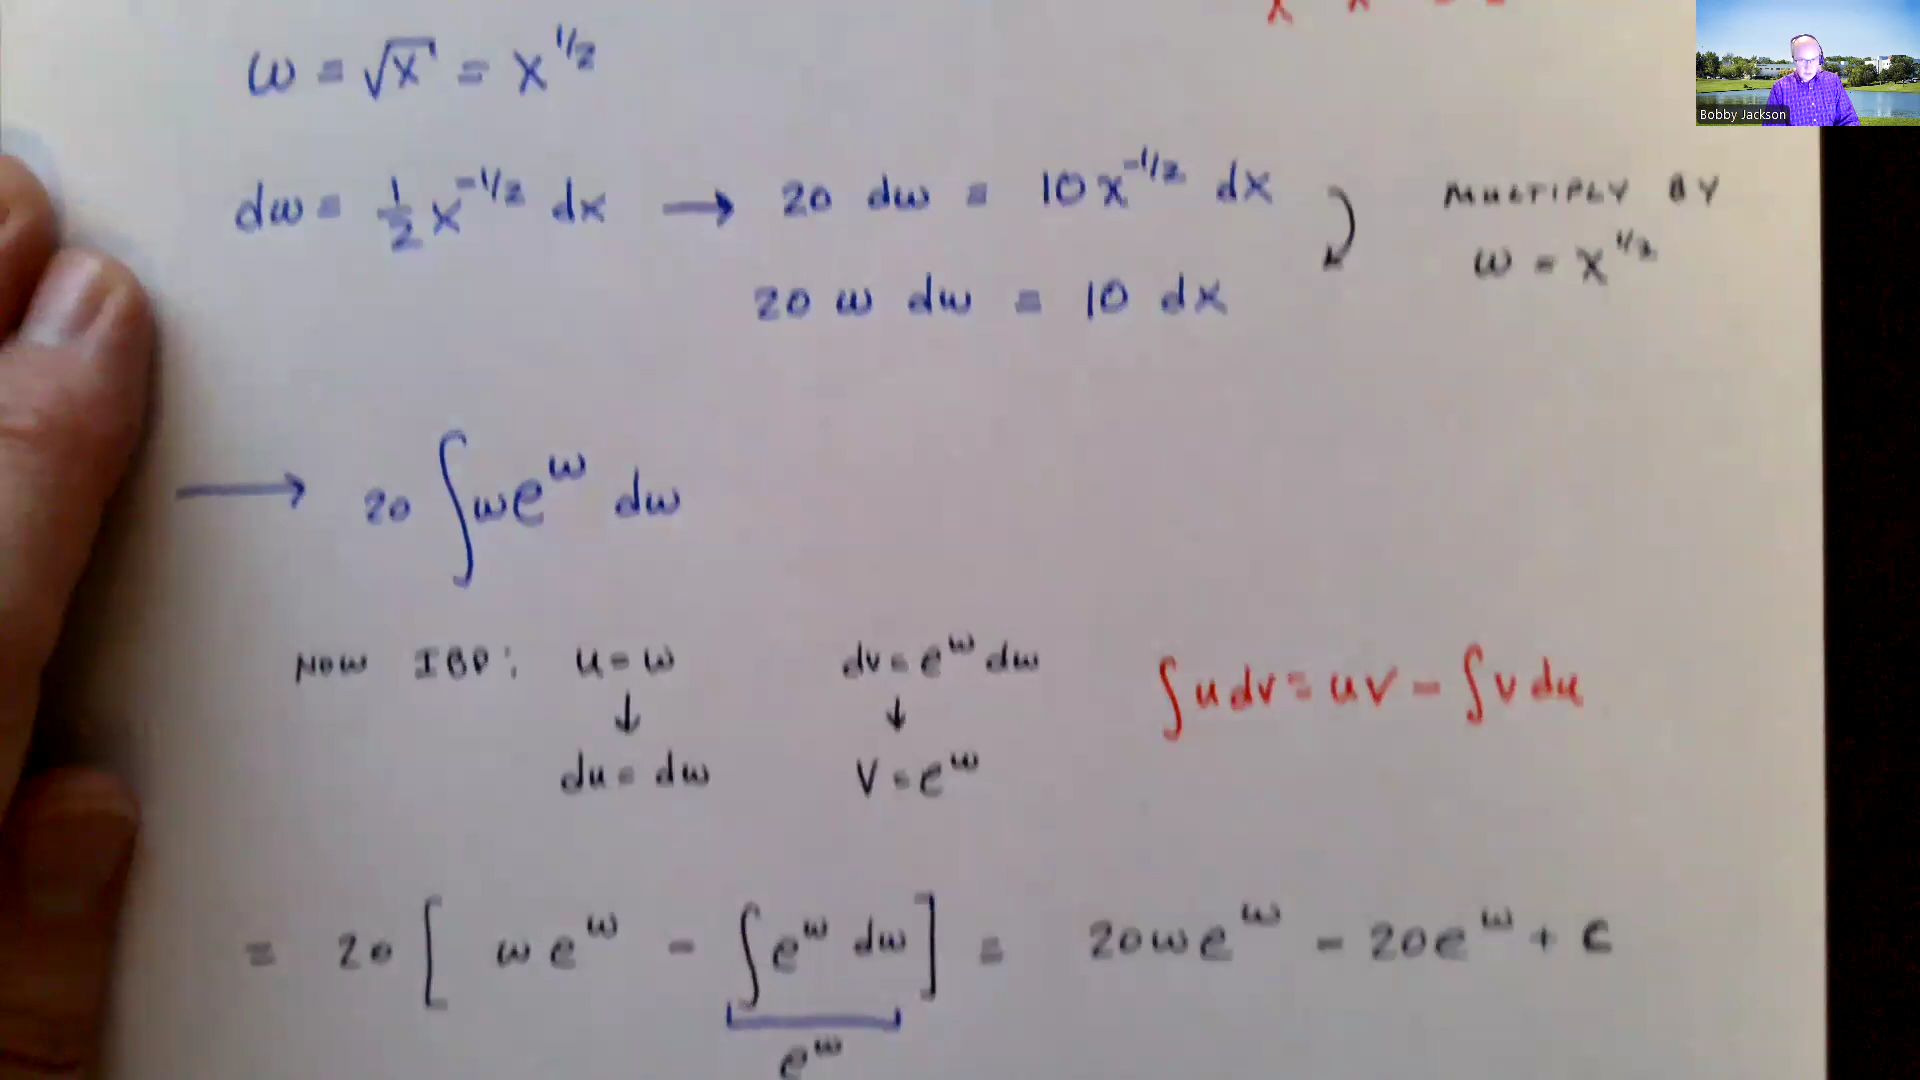 ω = √x = x^1/2
Bobby Jackson
dω = 1/2 x^-1/2 dx → 20 dω = 10 x^-1/2 dx
MULTIPLY BY
ω = x^1/2
20 ω dω = 10 dx
→ 20 ∫ωe^ω dω
NOW IBP: u = ω dv = e^ω dω
↓ ↓
du = dω v = e^ω
∫u dv = uv - ∫v du
= 20 [ ωe^ω - ∫e^ω dω ] = 20ωe^ω - 20e^ω + C
e^ω